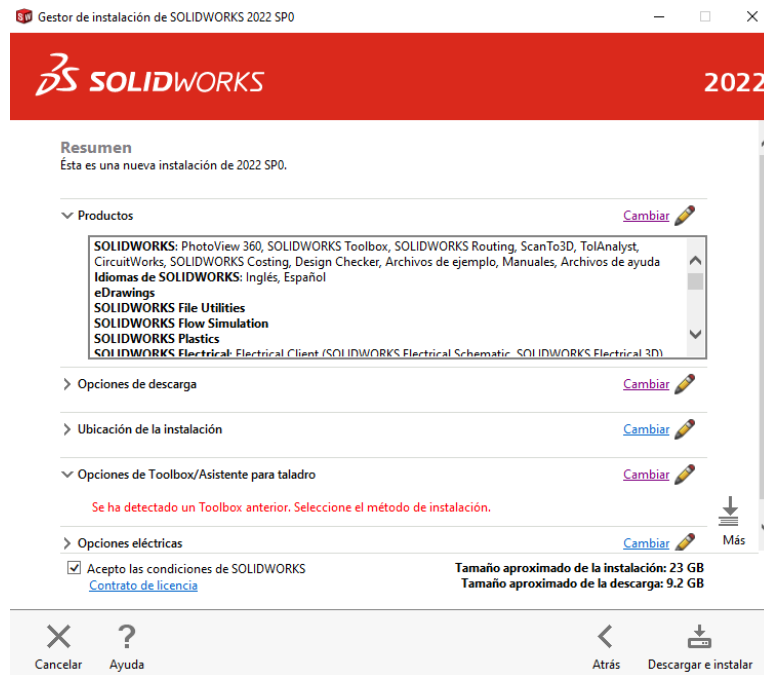 Gestor de instalación de SOLIDWORKS 2022 SP0
SOLIDWORKS
2022
Resumen
Ésta es una nueva instalación de 2022 SP0.
Productos
Cambiar
SOLIDWORKS: PhotoView 360, SOLIDWORKS Toolbox, SOLIDWORKS Routing, ScanTo3D, TolAnalyst,
CircuitWorks, SOLIDWORKS Costing, Design Checker, Archivos de ejemplo, Manuales, Archivos de ayuda
Idiomas de SOLIDWORKS: Inglés, Español
eDrawings
SOLIDWORKS File Utilities
SOLIDWORKS Flow Simulation
SOLIDWORKS Plastics
SOLIDWORKS Electrical: Electrical Client (SOLIDWORKS Electrical Schematic, SOLIDWORKS Electrical 3D)
Opciones de descarga
Cambiar
Ubicación de la instalación
Cambiar
Opciones de Toolbox/Asistente para taladro
Cambiar
Se ha detectado un Toolbox anterior. Seleccione el método de instalación.
Opciones eléctricas
Cambiar
Más
Acepto las condiciones de SOLIDWORKS
Contrato de licencia
Tamaño aproximado de la instalación: 23 GB
Tamaño aproximado de la descarga: 9.2 GB
Cancelar
Ayuda
Atrás
Descargar e instalar